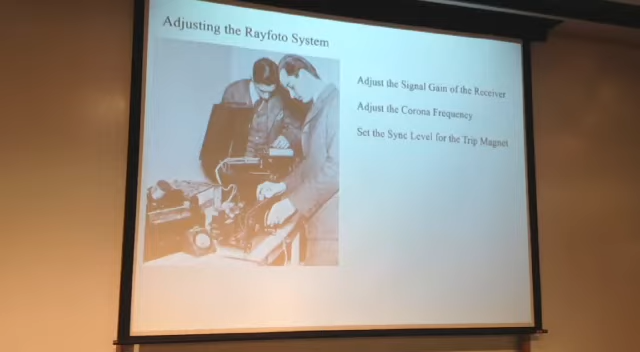 Adjusting the Rayfoto System
Adjust the Signal Gain of the Receiver
Adjust the Corona Frequency
Set the Sync Level for the Trip Magnet